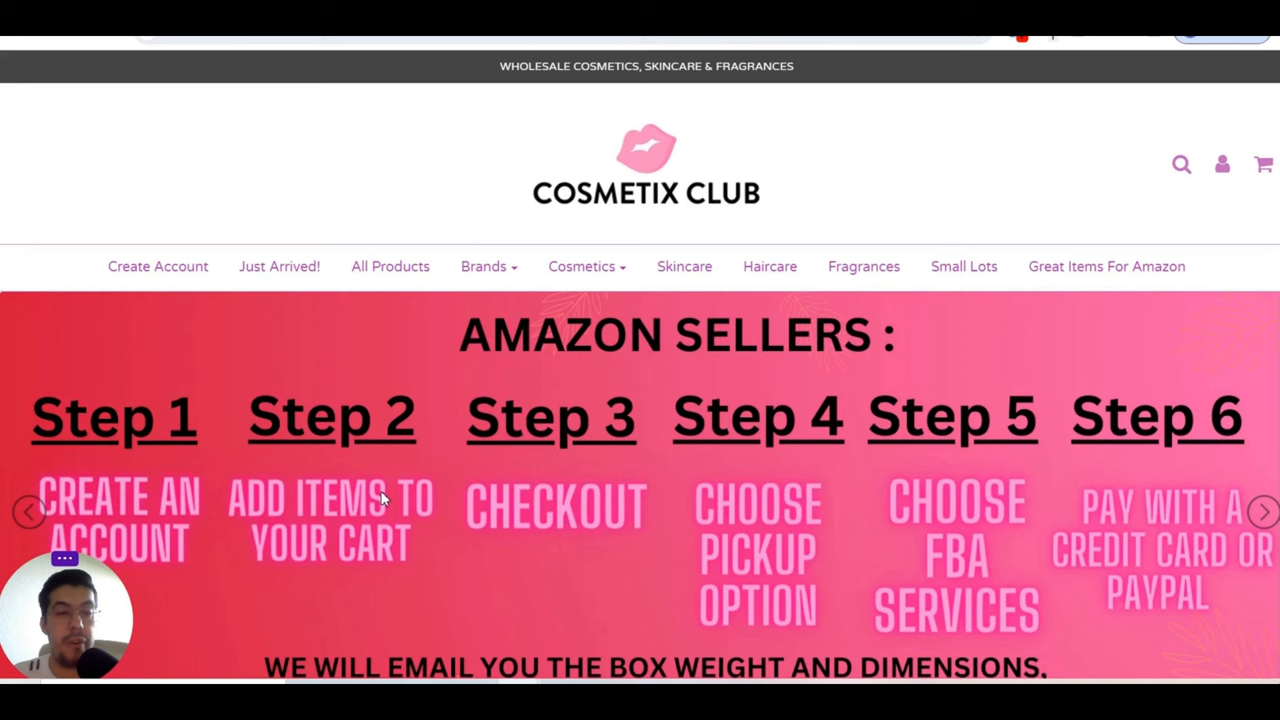 WHOLESALE COSMETICS, SKINCARE & FRAGRANCES
COSMETIX CLUB
Create Account Just Arrived! All Products Brands Cosmetics Skincare Haircare Fragrances Small Lots Great Items For Amazon
AMAZON SELLERS :
Step 1
CREATE AN
ACCOUNT
Step 2
ADD ITEMS TO
YOUR CART
Step 3
CHECKOUT
Step 4
CHOOSE
PICKUP
OPTION
Step 5
CHOOSE
FBA
SERVICES
Step 6
PAY WITH A
CREDIT CARD OR
PAYPAL
WE WILL EMAIL YOU THE BOX WEIGHT AND DIMENSIONS,